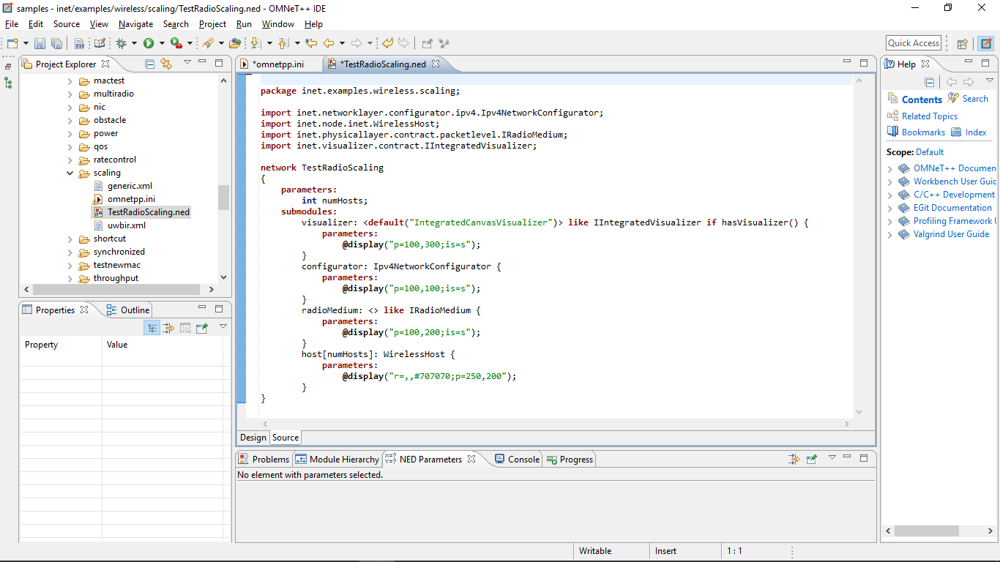 samples - inet/examples/wireless/scaling/TestRadioScaling.ned - OMNeT++ IDE
File Edit Source View Navigate Search Project Run Window Help
Quick Access
Project Explorer
mactest
multiradio
nic
obstacle
power
qos
ratecontrol
scaling
generic.xml
omnetpp.ini
TestRadioScaling.ned
uwbir.xml
shortcut
synchronized
testnewmac
throughput
Properties Outline
Property Value
*omnetpp.ini *TestRadioScaling.ned
package inet.examples.wireless.scaling;
import inet.networklayer.configurator.ipv4.Ipv4NetworkConfigurator;
import inet.node.inet.WirelessHost;
import inet.physicallayer.contract.packetlevel.IRadioMedium;
import inet.visualizer.contract.IIntegratedVisualizer;
network TestRadioScaling
{
parameters:
int numHosts;
submodules:
visualizer: <default("IntegratedCanvasVisualizer")> like IIntegratedVisualizer if hasVisualizer() {
parameters:
@display("p=100,300;is=s");
}
configurator: Ipv4NetworkConfigurator {
parameters:
@display("p=100,100;is=s");
}
radioMedium: <> like IRadioMedium {
parameters:
@display("p=100,200;is=s");
}
host[numHosts]: WirelessHost {
parameters:
@display("r=,,#707070;p=250,200");
}
}
Design Source
Problems Module Hierarchy NED Parameters Console Progress
No element with parameters selected.
Help
Contents Search
Related Topics
Bookmarks Index
Scope: Default
OMNeT++ Documen
Workbench User Guid
C/C++ Development
EGit Documentation
Profiling Framework U
Valgrind User Guide
Writable Insert 1 : 1